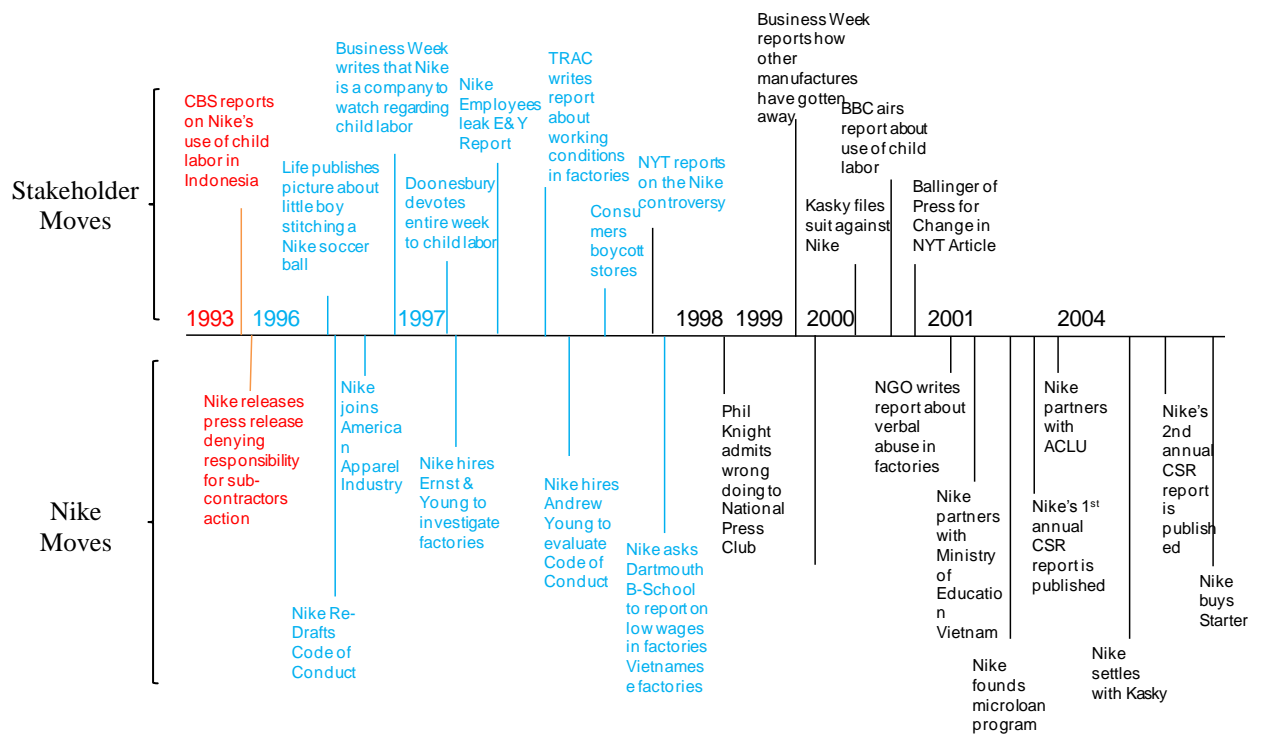 Stakeholder
Moves
CBS reports
on Nike's
use of child
labor in
Indonesia
Life publishes
picture about
little boy
stitching a
Nike soccer
ball
Business Week
writes that Nike
is a company to
watch regarding
child labor
Doonesbury
devotes
entire week
to child labor
Nike
Employees
leak E&Y
Report
TRAC
writes
report
about
working
conditions
in factories
Consu
mers
boycott
stores
NYT reports
on the Nike
controversy
Business Week
reports how
other
manufactures
have gotten
away
Kasky files
suit against
Nike
BBC airs
report about
use of child
labor
Ballinger of
Press for
Change in
NYT Article
1993 1996 1997 1998 1999 2000 2001 2004
Nike
Moves
Nike releases
press release
denying
responsibility
for sub-
contractors
action
Nike Re-
Drafts
Code of
Conduct
Nike
joins
America
n
Apparel
Industry
Nike hires
Ernst &
Young to
investigate
factories
Nike hires
Andrew
Young to
evaluate
Code of
Conduct
Nike asks
Dartmouth
B-School
to report on
low wages
in factories
Vietnames
e factories
Phil
Knight
admits
wrong
doing to
National
Press
Club
NGO writes
report about
verbal
abuse in
factories
Nike
partners
with
Ministry
of
Educatio
n
Vietnam
Nike
founds
microloan
program
Nike's 1st
annual
CSR
report is
published
Nike
partners
with
ACLU
Nike
settles
with Kasky
Nike's
2nd
annual
CSR
report
is
publish
ed
Nike
buys
Starter